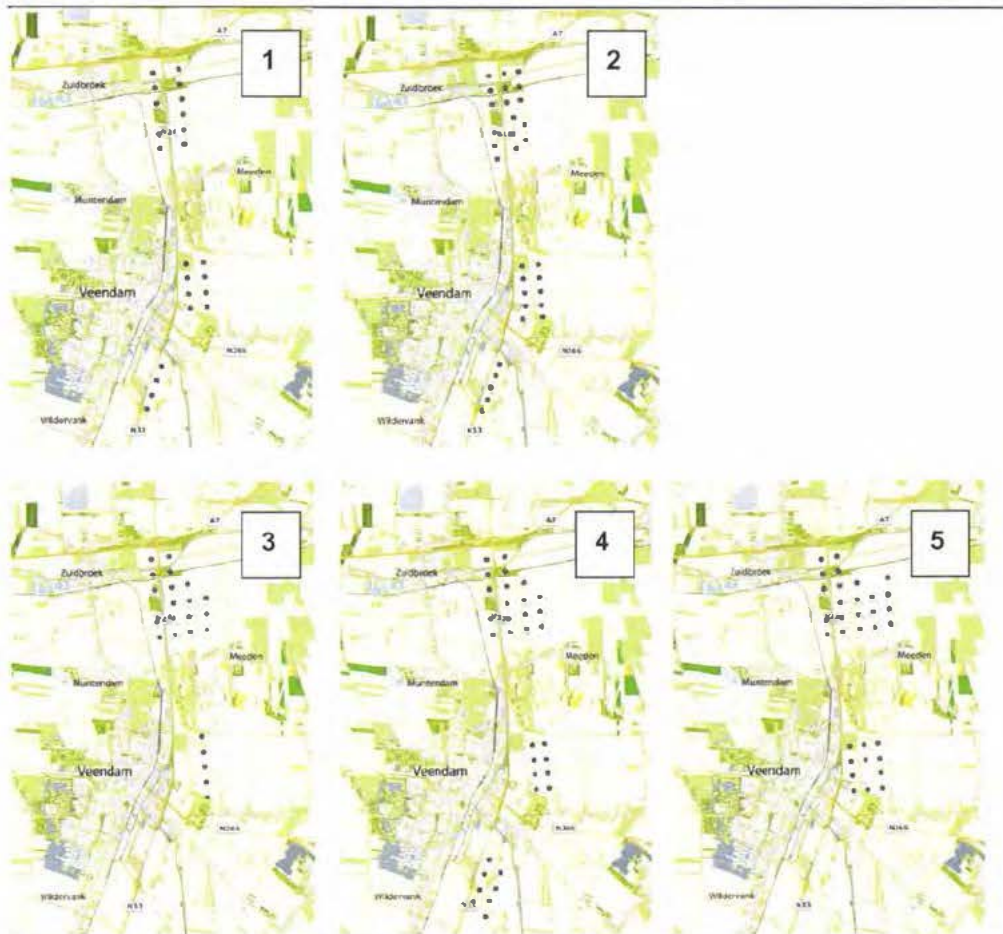 A7
1
Zuidbroek
Meeden
Muntendam
Veendam
N366
Wildervank
N33
2
Zuidbroek
Meeden
Muntendam
Veendam
N366
Wildervank
N33
A7
3
Zuidbroek
Meeden
Muntendam
Veendam
N366
Wildervank
N33
4
Zuidbroek
Meeden
Muntendam
Veendam
N366
Wildervank
A7
5
Zuidbroek
Meeden
Muntendam
Veendam
N366
Wildervank
N33